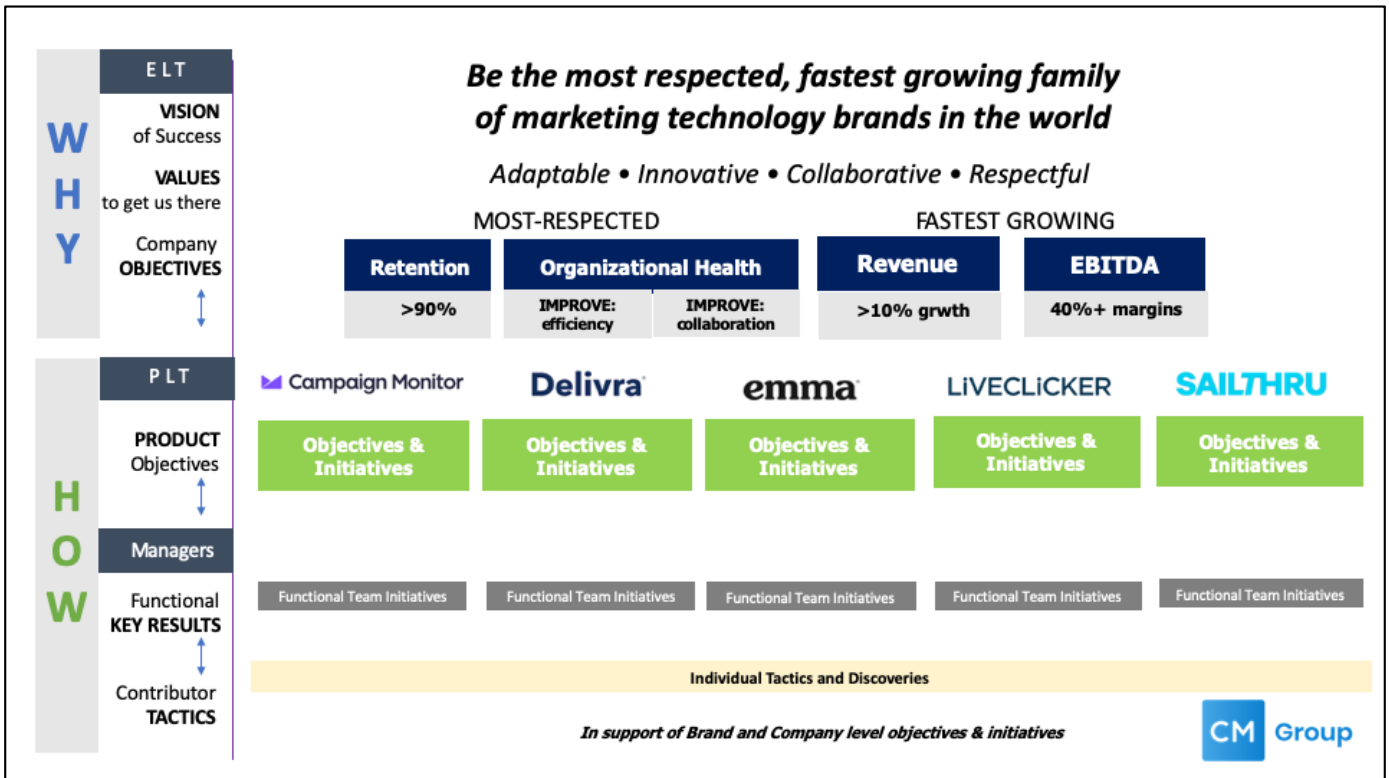 WHY
ELT
VISION
of Success
VALUES
to get us there
Company
OBJECTIVES
Be the most respected, fastest growing family
of marketing technology brands in the world
Adaptable • Innovative • Collaborative • Respectful
MOST-RESPECTED
FASTEST GROWING
Retention
>90%
Organizational Health
IMPROVE:
efficiency
IMPROVE:
collaboration
Revenue
>10% grwth
EBITDA
40%+ margins
HOW
PLT
PRODUCT
Objectives
Managers
Functional
KEY RESULTS
Contributor
TACTICS
Campaign Monitor
Delivra
emma
LiVECLiCKER
SAILTHRU
Objectives &
Initiatives
Objectives &
Initiatives
Objectives &
Initiatives
Objectives &
Initiatives
Objectives &
Initiatives
Functional Team Initiatives
Functional Team Initiatives
Functional Team Initiatives
Functional Team Initiatives
Functional Team Initiatives
Individual Tactics and Discoveries
In support of Brand and Company level objectives & initiatives
CM Group